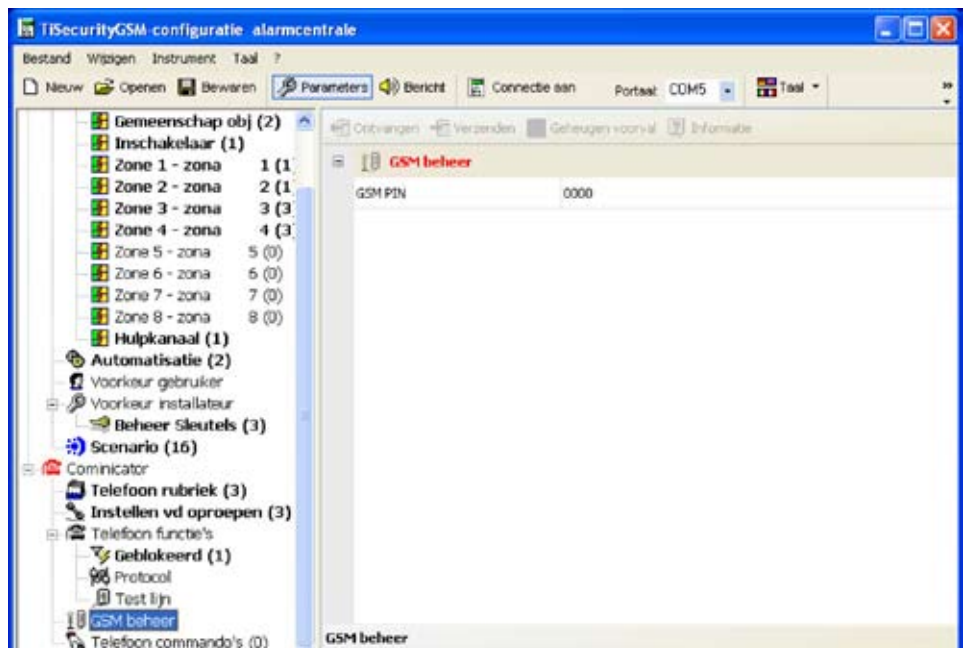 TiSecurityGSM-configuratie alarmcentrale
Bestand Wijzigen Instrument Taal ?
Nieuw Openen Bewaren Parameters Bericht Connectie aan Portaal: COM5 Taal »
Ontvangen Verzenden Geheugen voorval Informatie
Gemeenschap obj (2)
Inschakelaar (1)
Zone 1 - zona 1 (1
Zone 2 - zona 2 (1
Zone 3 - zona 3 (3
Zone 4 - zona 4 (3
Zone 5 - zona 5 (0)
Zone 6 - zona 6 (0)
Zone 7 - zona 7 (0)
Zone 8 - zona 8 (0)
Hulpkanaal (1)
Automatisatie (2)
Voorkeur gebruiker
Voorkeur installateur
Beheer Sleutels (3)
Scenario (16)
Cominicator
Telefoon rubriek (3)
Instellen vd oproepen (3)
Telefoon functie's
Geblokeerd (1)
Protocol
Test lijn
GSM beheer
Telefoon commando's (0)
GSM beheer
GSM PIN 0000
GSM beheer